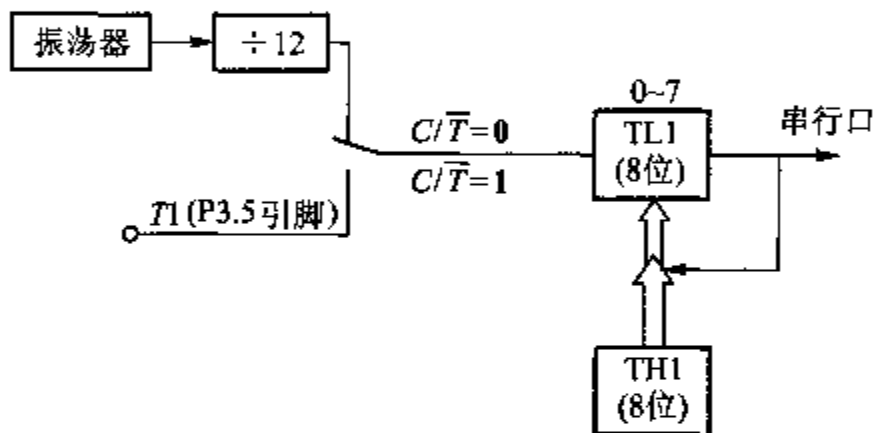 振荡器
÷12
C/T̅=0
C/T̅=1
T1(P3.5引脚)
0~7
TL1
(8位)
串行口
TH1
(8位)